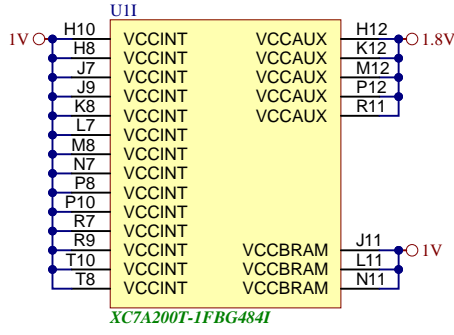 U1I
1V H10 VCCINT VCCAUX H12 1.8V
H8 VCCINT VCCAUX K12
J7 VCCINT VCCAUX M12
J9 VCCINT VCCAUX P12
K8 VCCINT VCCAUX R11
L7 VCCINT
M8 VCCINT
N7 VCCINT
P8 VCCINT
P10 VCCINT
R7 VCCINT
R9 VCCINT VCCBRAM J11 1V
T10 VCCINT VCCBRAM L11
T8 VCCINT VCCBRAM N11
XC7A200T-1FBG484I